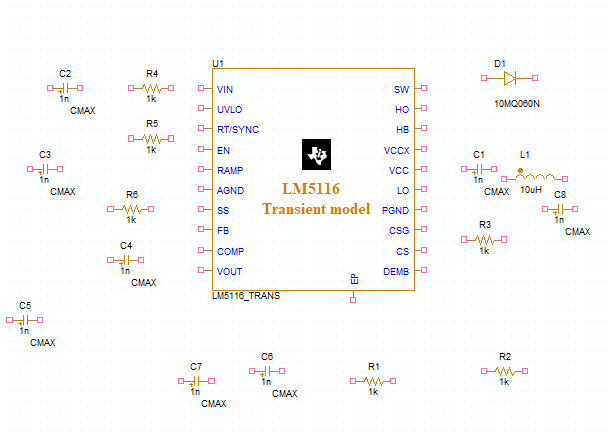 U1
D1
C2
R4
VIN
SW
1n
1k
CMAX
10MQ060N
UVLO
HO
R5
RT/SYNC
HB
1k
EN
VCCX
C3
C1
L1
RAMP
VCC
1n
CMAX
1n
CMAX
10uH
LM5116
AGND
LO
R6
C8
Transient model
SS
PGND
1k
1n
CMAX
FB
CSG
R3
C4
COMP
CS
1k
1n
CMAX
VOUT
DEMB
EP
LM5116_TRANS
C5
1n
CMAX
C7
C6
R1
R2
1n
CMAX
1n
CMAX
1k
1k